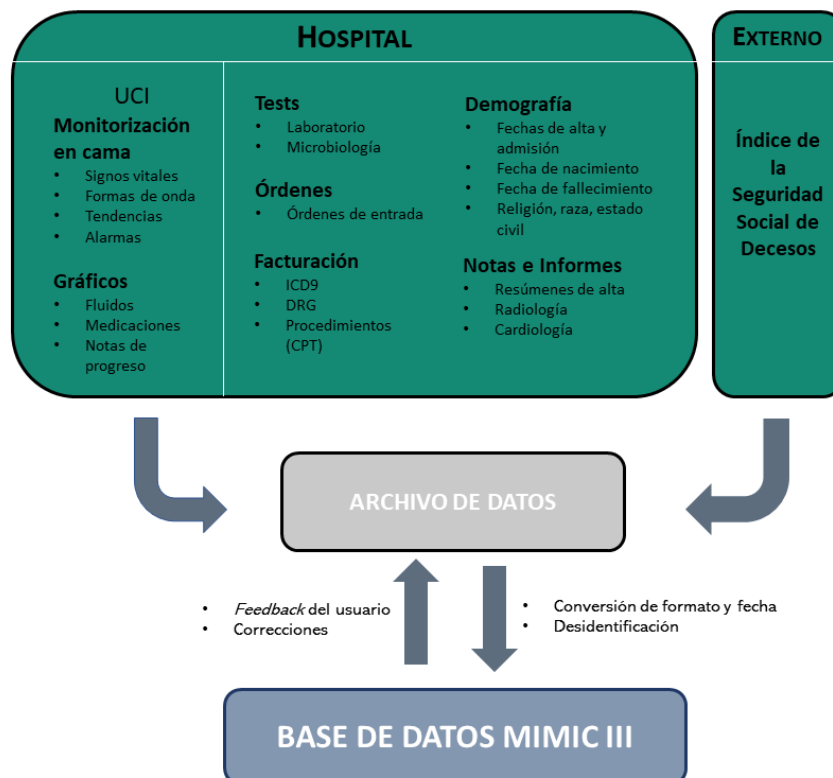 HOSPITAL
UCI
Monitorización
en cama
• Signos vitales
• Formas de onda
• Tendencias
• Alarmas
Gráficos
• Fluidos
• Medicaciones
• Notas de
progreso
Tests
• Laboratorio
• Microbiología
Órdenes
• Órdenes de entrada
Facturación
• ICD9
• DRG
• Procedimientos
(CPT)
Demografía
• Fechas de alta y
admisión
• Fecha de nacimiento
• Fecha de fallecimiento
• Religión, raza, estado
civil
Notas e Informes
• Resúmenes de alta
• Radiología
• Cardiología
EXTERNO
Índice de
la
Seguridad
Social de
Decesos
ARCHIVO DE DATOS
• Feedback del usuario
• Correcciones
• Conversión de formato y fecha
• Desidentificación
BASE DE DATOS MIMIC III